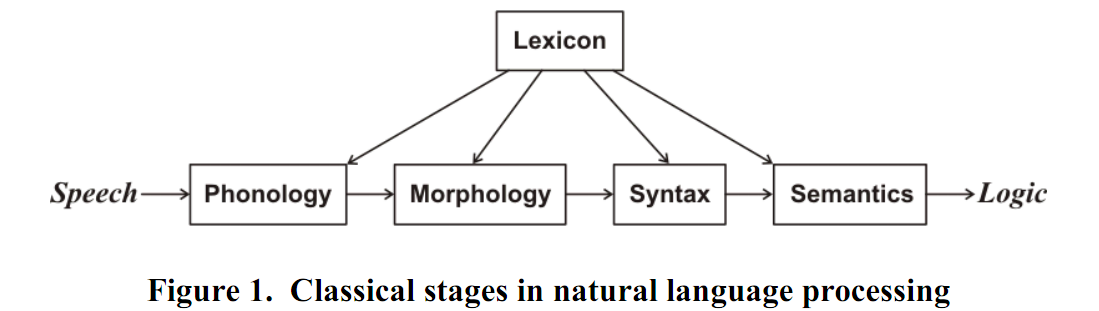 Lexicon
Speech Phonology Morphology Syntax Semantics Logic
Figure 1. Classical stages in natural language processing